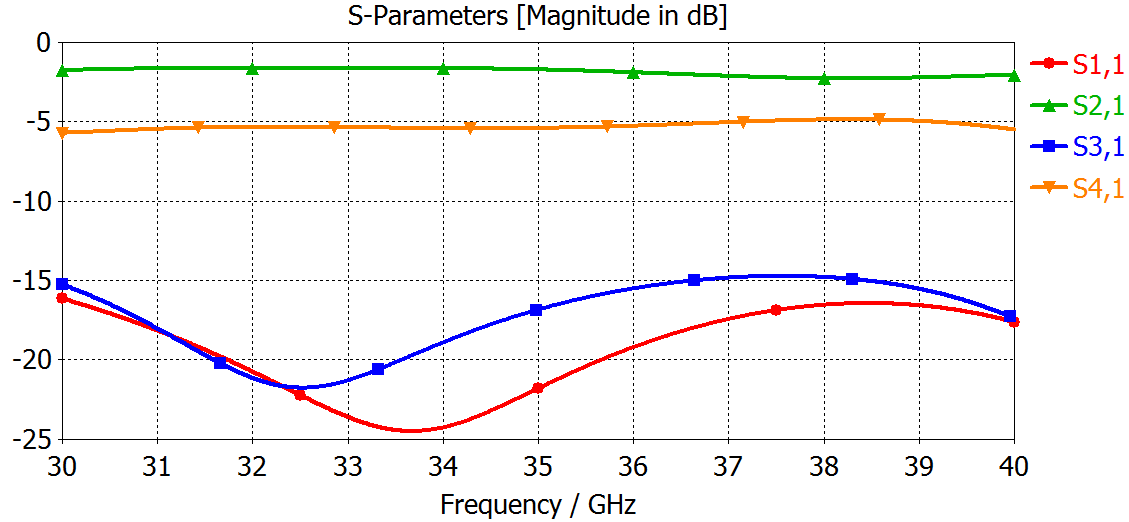 S-Parameters [Magnitude in dB]
0
-5
-10
-15
-20
-25
30 31 32 33 34 35 36 37 38 39 40
Frequency / GHz
S1,1
S2,1
S3,1
S4,1